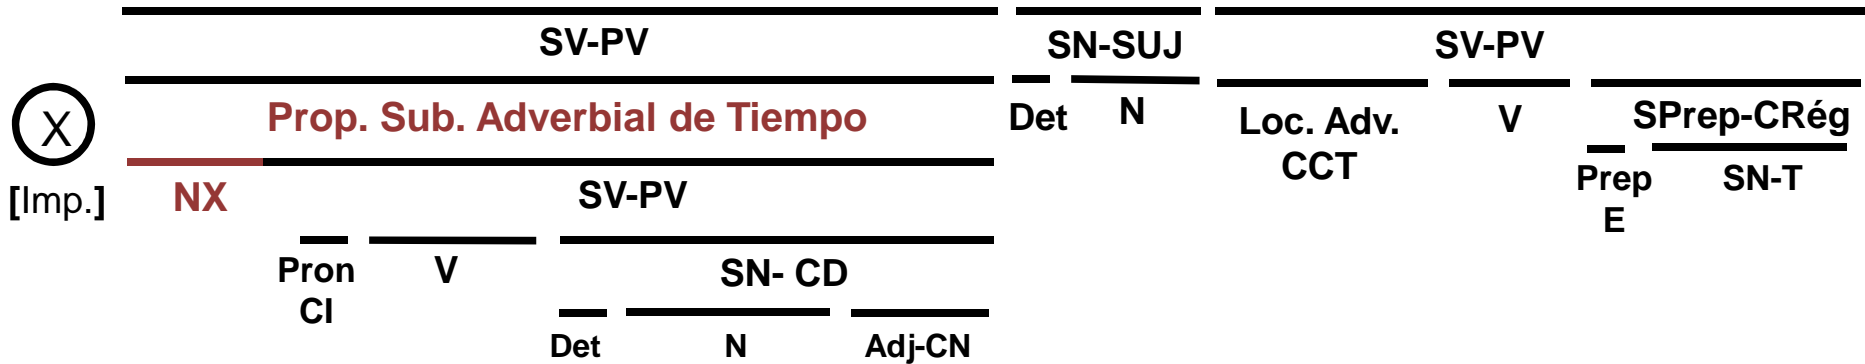 SV-PV SN-SUJ SV-PV
X Prop. Sub. Adverbial de Tiempo Det N Loc. Adv. CCT V SPrep-CRég
[Imp.] NX SV-PV Prep E SN-T
Pron CI V SN- CD
Det N Adj-CN